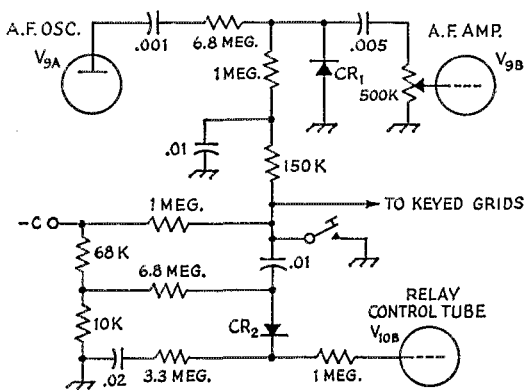 A.F. OSC.
V9A
.001
6.8 MEG.
.005
A.F. AMP.
V9B
1 MEG.
CR1
500K
.01
150 K
TO KEYED GRIDS
-C
1 MEG.
68 K
.01
6.8 MEG.
10K
CR2
RELAY
CONTROL TUBE
V10B
.02
3.3 MEG.
1 MEG.